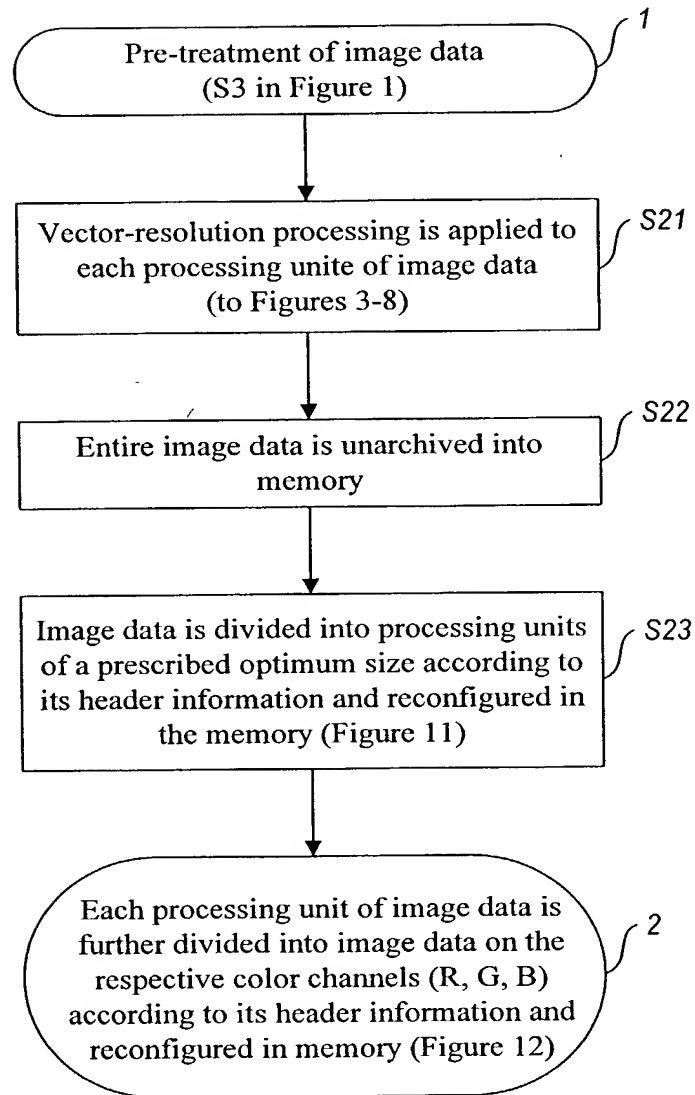 1
Pre-treatment of image data
(S3 in Figure 1)
S21
Vector-resolution processing is applied to
each processing unite of image data
(to Figures 3-8)
S22
Entire image data is unarchived into
memory
S23
Image data is divided into processing units
of a prescribed optimum size according to
its header information and reconfigured in
the memory (Figure 11)
2
Each processing unit of image data is
further divided into image data on the
respective color channels (R, G, B)
according to its header information and
reconfigured in memory (Figure 12)